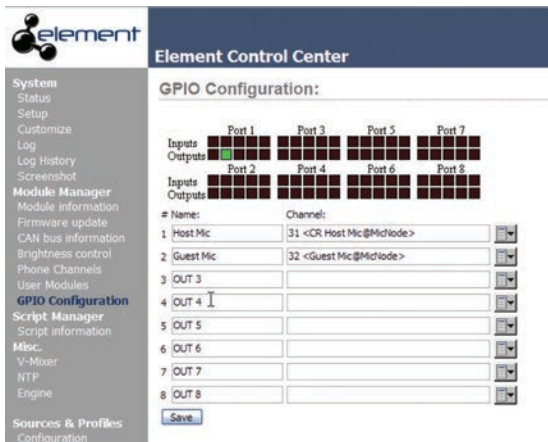 element
Element Control Center
System
Status
Setup
Customize
Log
Log History
Screenshot
Module Manager
Module information
Firmware update
CAN bus information
Brightness control
Phone Channels
User Modules
GPIO Configuration
Script Manager
Script information
Misc.
V-Mixer
NTP
Engine
Sources & Profiles
Configuration
GPIO Configuration:
Port 1 Port 3 Port 5 Port 7
Inputs
Outputs
Port 2 Port 4 Port 6 Port 8
Inputs
Outputs
# Name: Channel:
1 Host Mic 31 <CR Host Mic@MicNode>
2 Guest Mic 32 <Guest Mic@MicNode>
3 OUT 3
4 OUT 4
5 OUT 5
6 OUT 6
7 OUT 7
8 OUT 8
Save